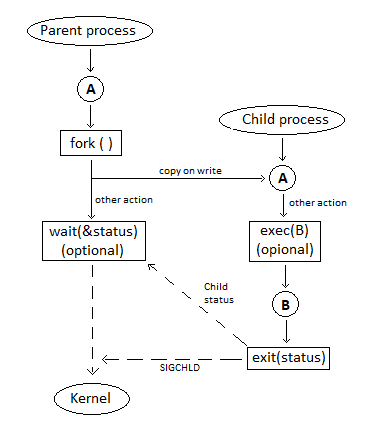 Parent process
A
fork ( )
Child process
copy on write
A
other action
other action
wait(&status)
(optional)
exec(B)
(opional)
Child
status
B
exit(status)
SIGCHLD
Kernel